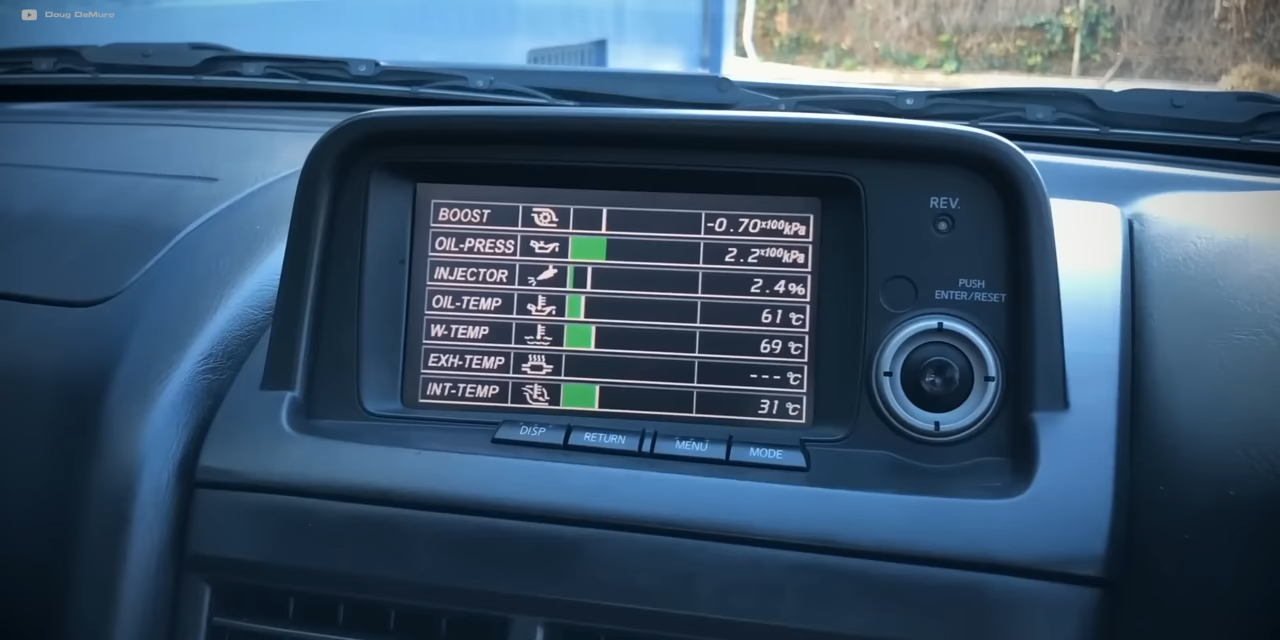 Doug DeMuro
BOOST -0.70x100kPa
OIL-PRESS 2.2x100kPa
INJECTOR 2.4%
OIL-TEMP 61℃
W-TEMP 69℃
EXH-TEMP ---℃
INT-TEMP 31℃
REV.
PUSH
ENTER/RESET
DISP RETURN MENU MODE